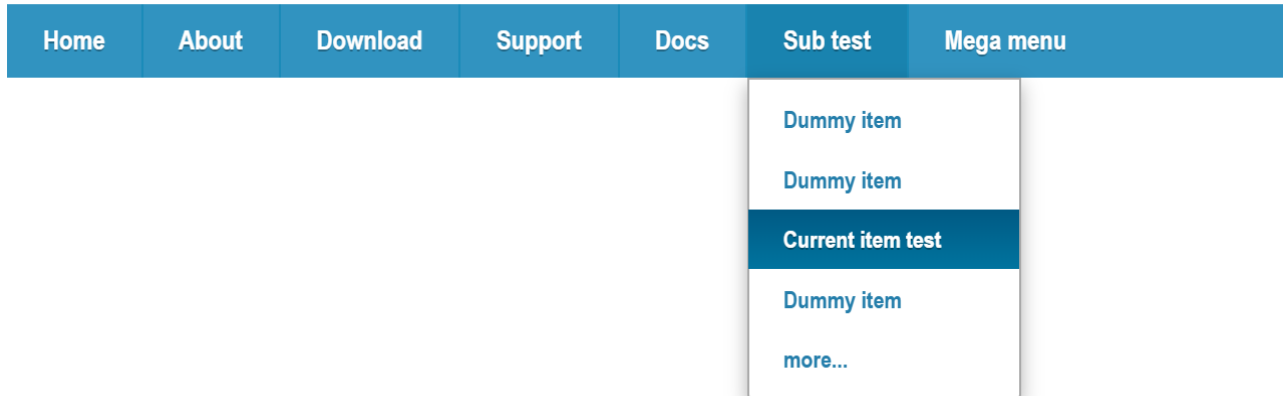 Home About Download Support Docs Sub test Mega menu
Dummy item
Dummy item
Current item test
Dummy item
more...